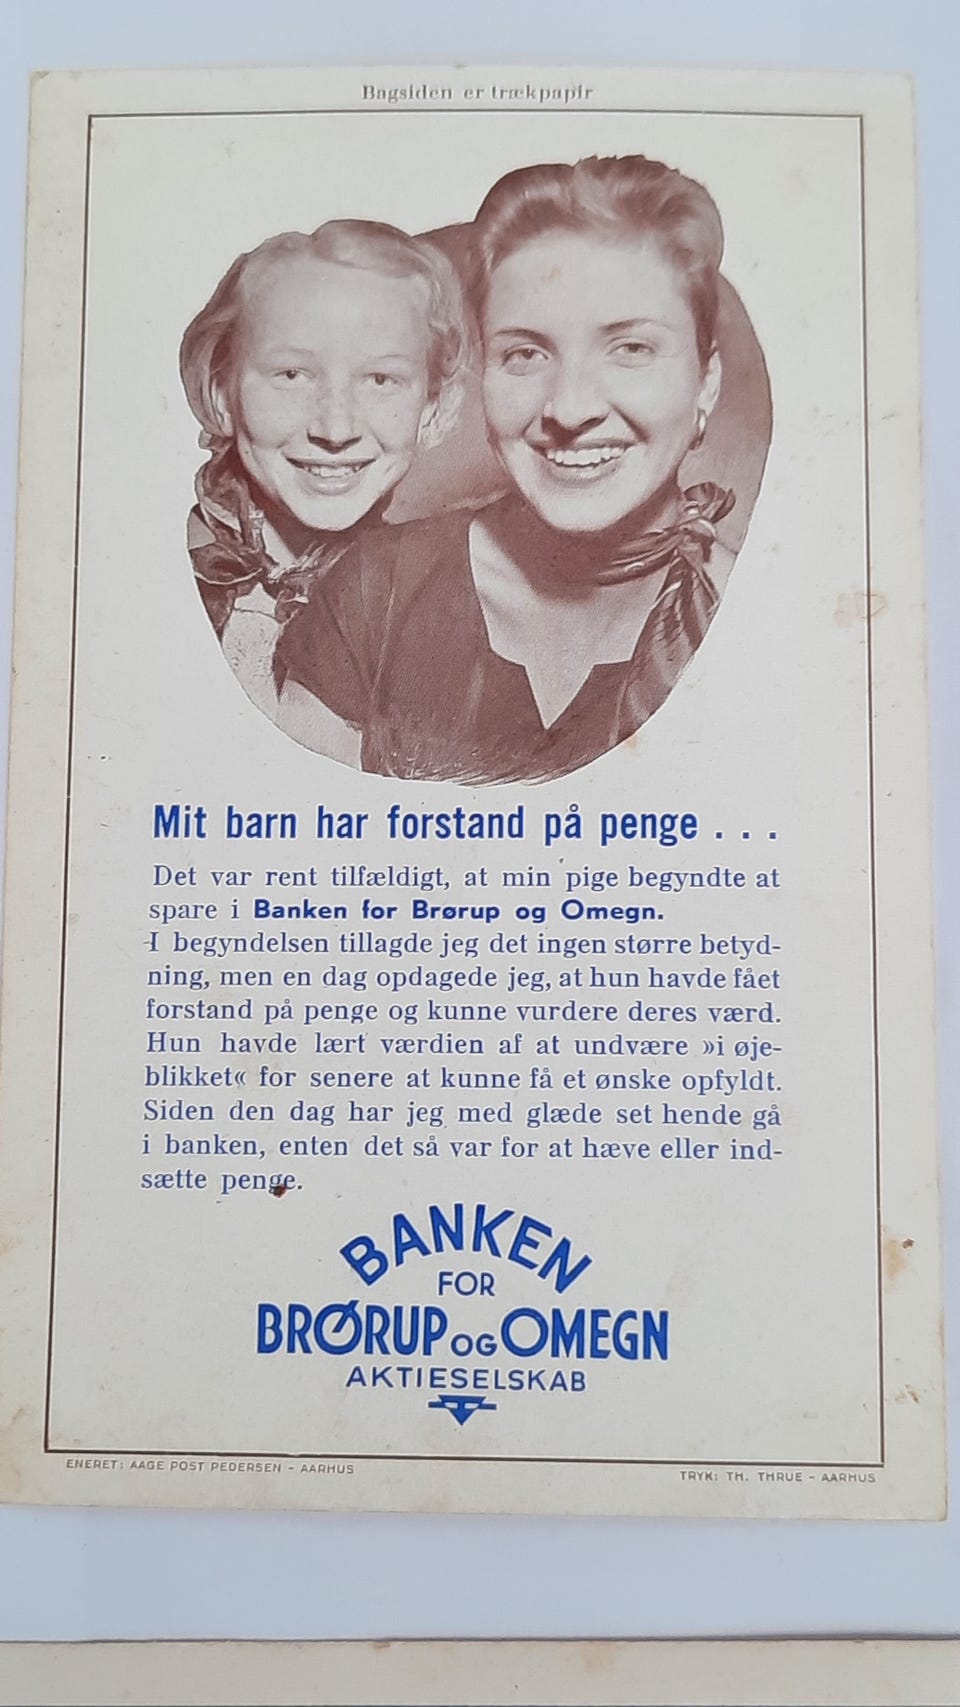 Bagsiden er trækpapir
Mit barn har forstand på penge . . .
Det var rent tilfældigt, at min pige begyndte at
spare i Banken for Brørup og Omegn.
I begyndelsen tillagde jeg det ingen større betyd-
ning, men en dag opdagede jeg, at hun havde fået
forstand på penge og kunne vurdere deres værd.
Hun havde lært værdien af at undvære »i øje-
blikket« for senere at kunne få et ønske opfyldt.
Siden den dag har jeg med glæde set hende gå
i banken, enten det så var for at hæve eller ind-
sætte penge.
BANKEN
FOR
BRØRUP OG OMEGN
AKTIESELSKAB
ENERET: AAGE POST PEDERSEN - AARHUS
TRYK: TH. THRUE - AARHUS